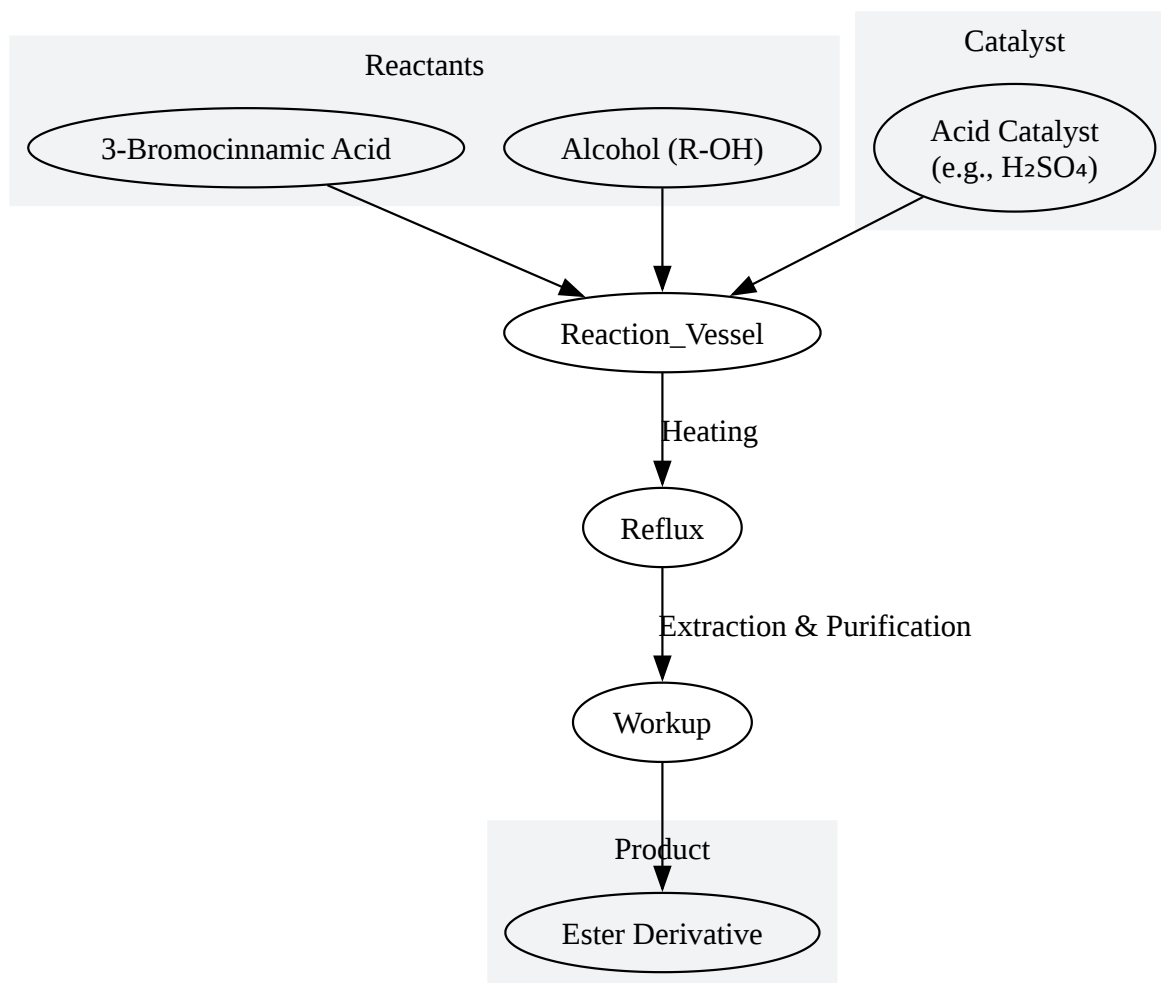 Reactants
Catalyst
3-Bromocinnamic Acid
Alcohol (R-OH)
Acid Catalyst
(e.g., H₂SO₄)
Reaction_Vessel
Heating
Reflux
Extraction & Purification
Workup
Product
Ester Derivative